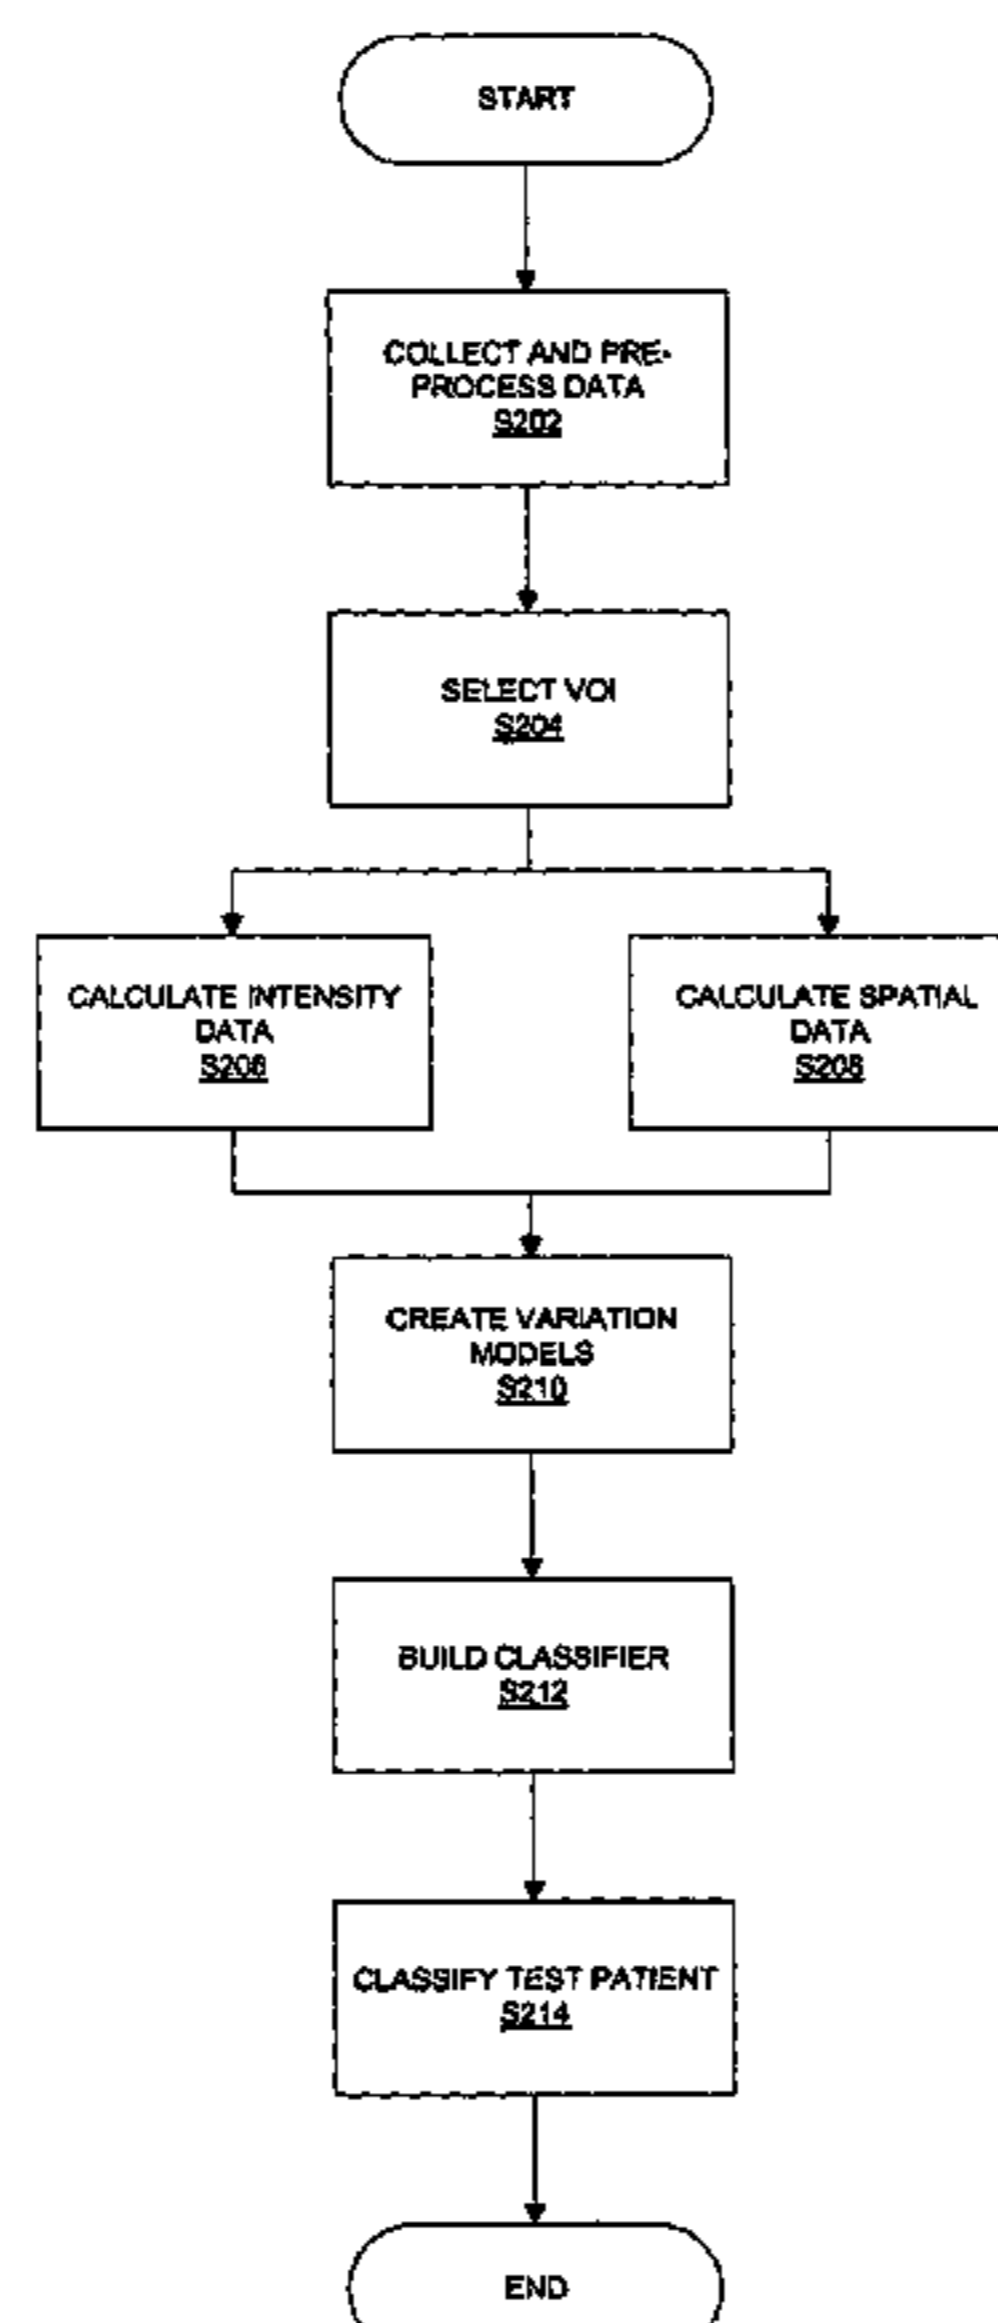 START
COLLECT AND PRE-
PROCESS DATA
S202
SELECT VOI
S204
CALCULATE INTENSITY
DATA
S206
CALCULATE SPATIAL
DATA
S208
CREATE VARIATION
MODELS
S210
BUILD CLASSIFIER
S212
CLASSIFY TEST PATIENT
S214
END